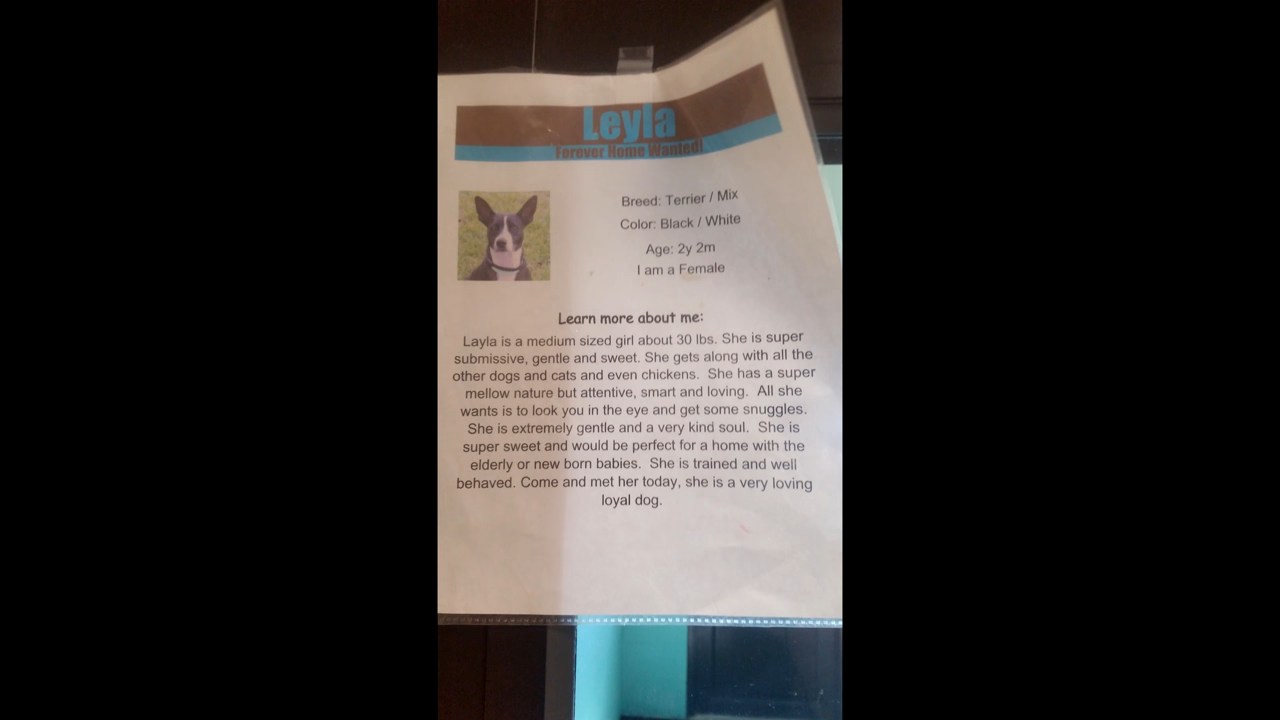 Leyla
Forever Home Wanted!
Breed: Terrier / Mix
Color: Black / White
Age: 2y 2m
I am a Female
Learn more about me:
Layla is a medium sized girl about 30 lbs. She is super
submissive, gentle and sweet. She gets along with all the
other dogs and cats and even chickens. She has a super
mellow nature but attentive, smart and loving. All she
wants is to look you in the eye and get some snuggles.
She is extremely gentle and a very kind soul. She is
super sweet and would be perfect for a home with the
elderly or new born babies. She is trained and well
behaved. Come and met her today, she is a very loving
loyal dog.